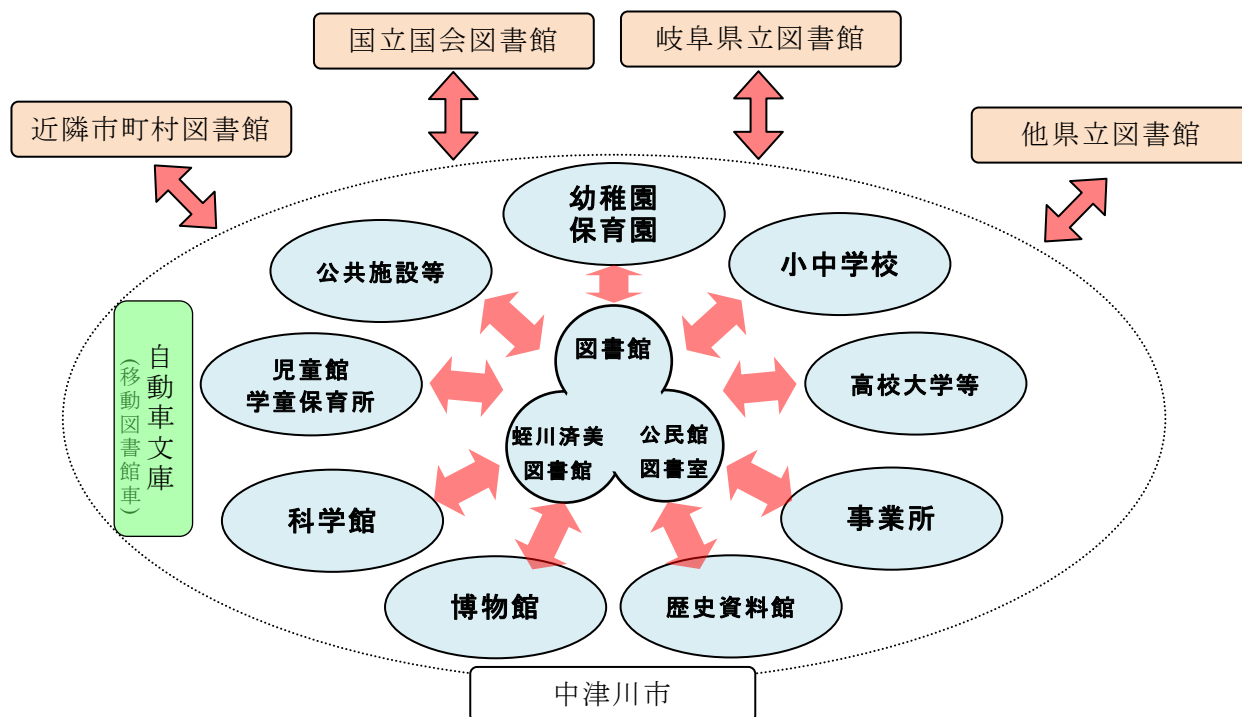 国立国会図書館
岐阜県立図書館
近隣市町村図書館
他県立図書館
幼稚園
保育園
公共施設等
小中学校
図書館
児童館
学童保育所
高校大学等
自動車文庫
(移動図書館車)
蛭川済美
図書館
公民館
図書室
科学館
事業所
博物館
歴史資料館
中津川市